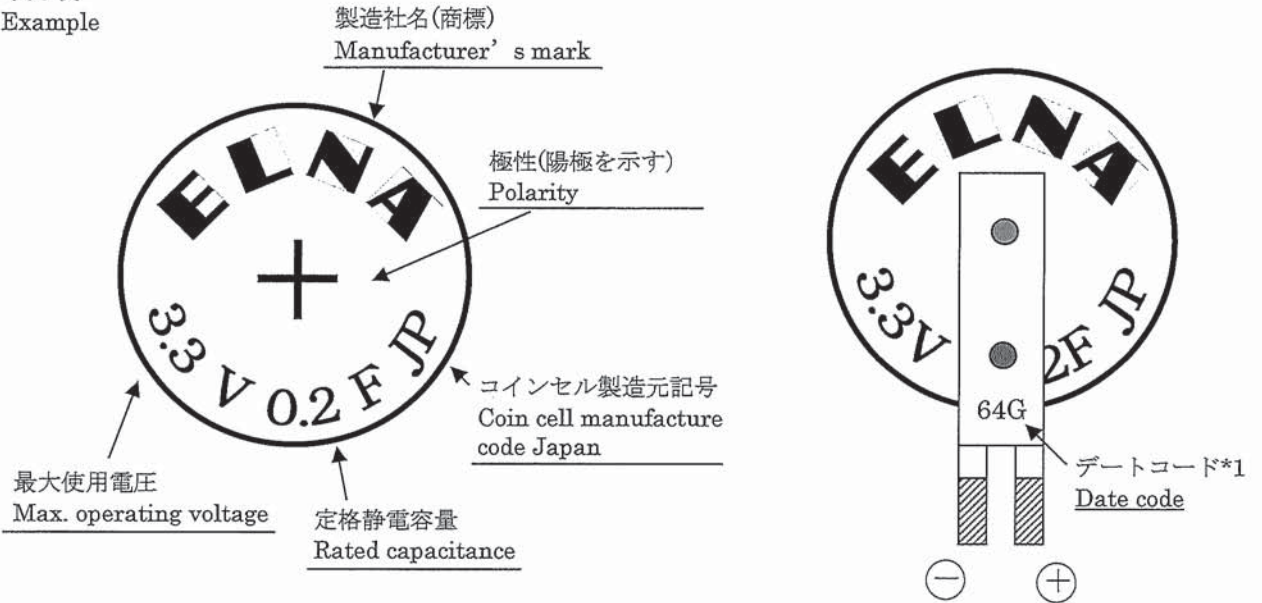 Example
製造社名(商標)
Manufacturer’s mark
ELNA
極性(陽極を示す)
Polarity
+
3.3 V 0.2 F JP
コインセル製造元記号
Coin cell manufacture
code Japan
最大使用電圧
Max. operating voltage
定格静電容量
Rated capacitance
ELNA
3.3V 2F JP
64G
デートコード*1
Date code
− +